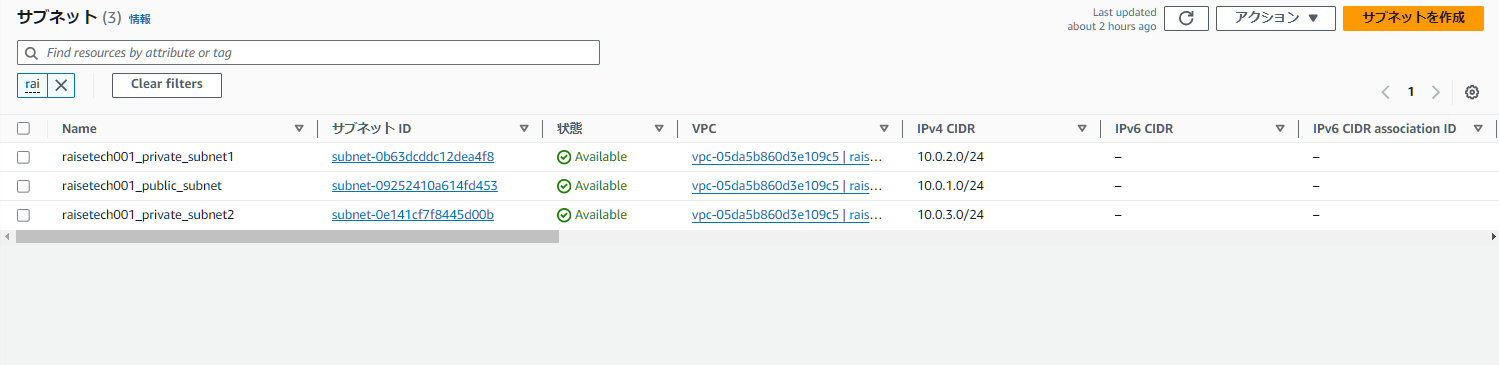 サブネット (3) 情報
Last updated
about 2 hours ago
アクション ▼
サブネットを作成
Find resources by attribute or tag
rai
Clear filters
1
Name サブネット ID 状態 VPC IPv4 CIDR IPv6 CIDR IPv6 CIDR association ID
raisetech001_private_subnet1 subnet-0b63dcddc12dea4f8 Available vpc-05da5b860d3e109c5 | rais… 10.0.2.0/24 – –
raisetech001_public_subnet subnet-09252410a614fd453 Available vpc-05da5b860d3e109c5 | rais… 10.0.1.0/24 – –
raisetech001_private_subnet2 subnet-0e141cf7f8445d00b Available vpc-05da5b860d3e109c5 | rais… 10.0.3.0/24 – –